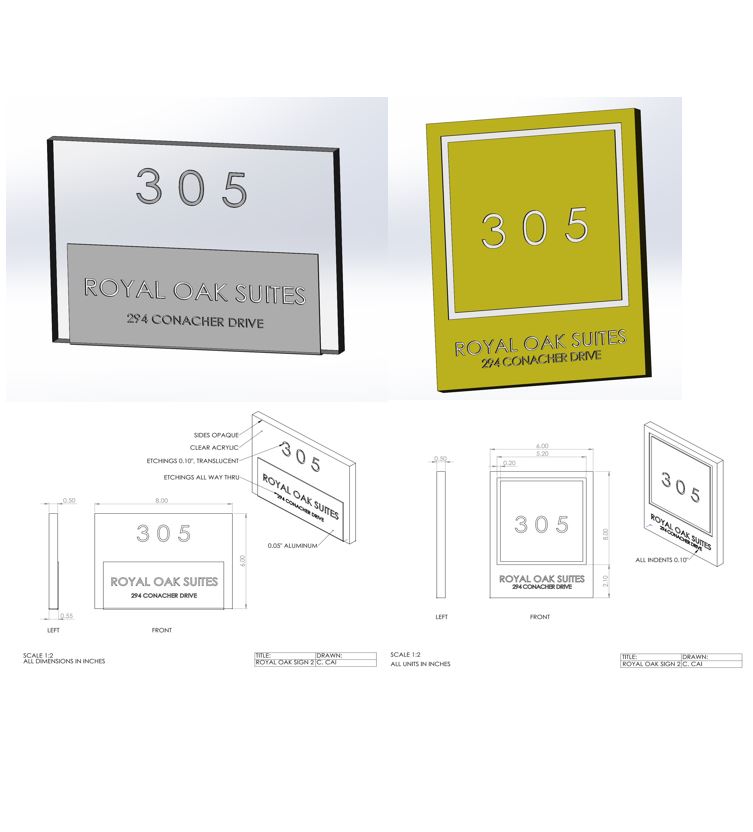 305
ROYAL OAK SUITES
294 CONACHER DRIVE
305
ROYAL OAK SUITES
294 CONACHER DRIVE
SIDES OPAQUE
CLEAR ACRYLIC
ETCHINGS 0.10", TRANSLUCENT
ETCHINGS ALL WAY THRU
305
ROYAL OAK SUITES
294 CONACHER DRIVE
0.05" ALUMINUM
0.50
8.00
305
6.00
ROYAL OAK SUITES
294 CONACHER DRIVE
0.55
LEFT
FRONT
SCALE 1:2
ALL DIMENSIONS IN INCHES
TITLE: DRAWN:
ROYAL OAK SIGN 2 C. CAI
6.00
5.20
0.50
0.20
305
8.00
ROYAL OAK SUITES
294 CONACHER DRIVE
2.10
305
ROYAL OAK SUITES
294 CONACHER DRIVE
ALL INDENTS 0.10"
LEFT
FRONT
SCALE 1:2
ALL UNITS IN INCHES
TITLE: DRAWN:
ROYAL OAK SIGN 2 C. CAI